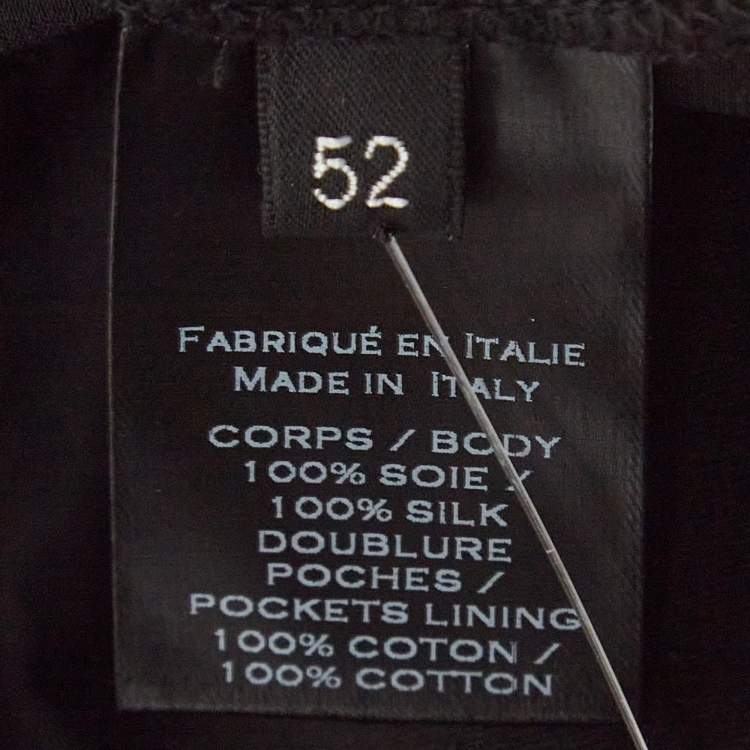 52
FABRIQUÉ EN ITALIE
MADE IN ITALY
CORPS / BODY
100% SOIE /
100% SILK
DOUBLURE
POCHES /
POCKETS LINING
100% COTON /
100% COTTON